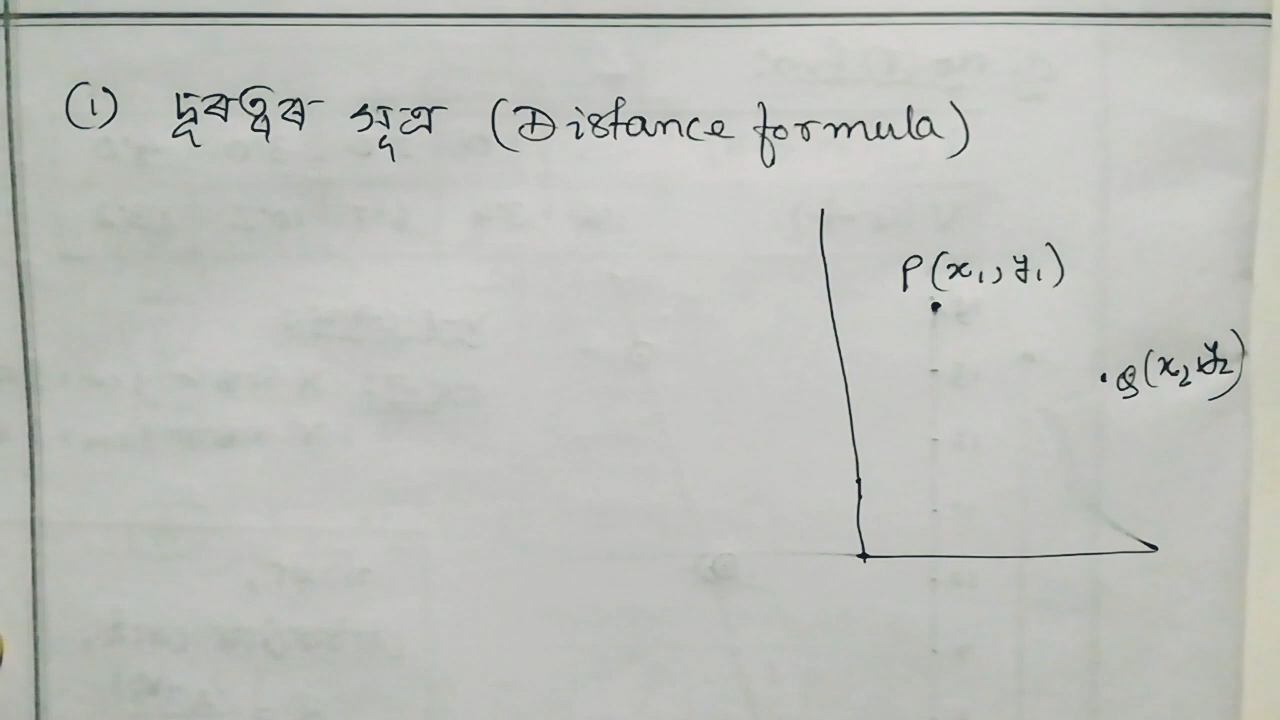 (1) দূৰত্বৰ সূত্ৰ (Distance formula)
P(x₁, y₁)
Q(x₂, y₂)